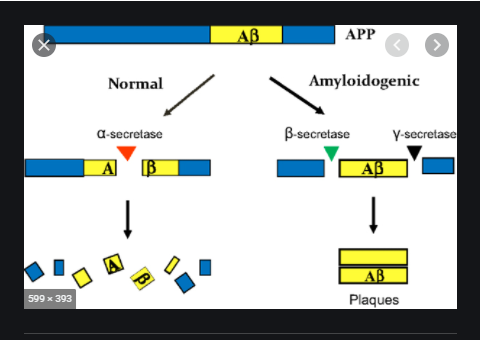 Aβ APP
Normal Amyloidogenic
α-secretase β-secretase γ-secretase
A β Aβ
A β Aβ
Plaques
599 × 393